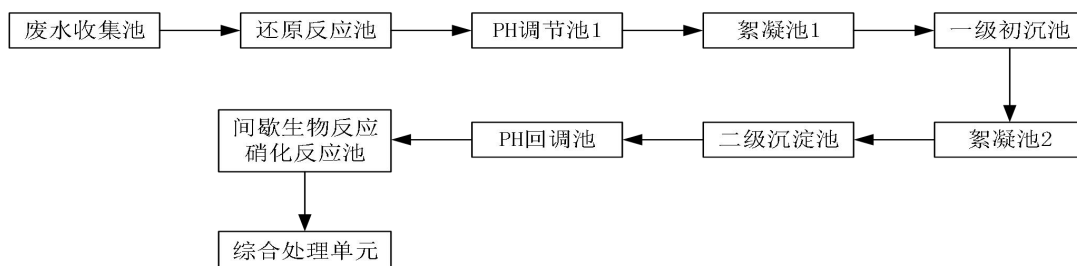 废水收集池
还原反应池
PH调节池1
絮凝池1
一级初沉池
絮凝池2
二级沉淀池
PH回调池
间歇生物反应
硝化反应池
综合处理单元